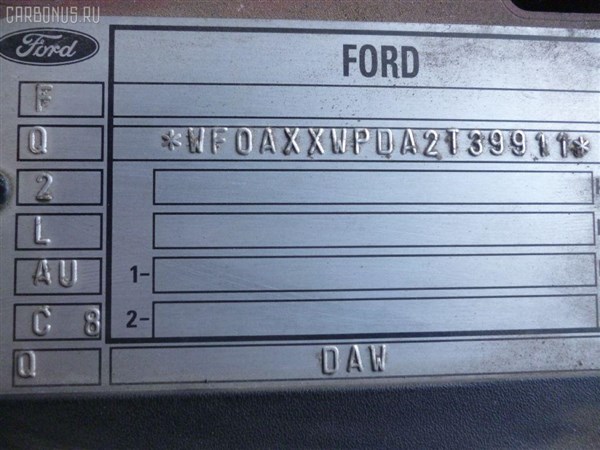 CARBONUS.RU
Ford
FORD
F
Q *WF0AXXWPDA2T39911*
2
L
AU 1-
C 8 2-
Q DAW